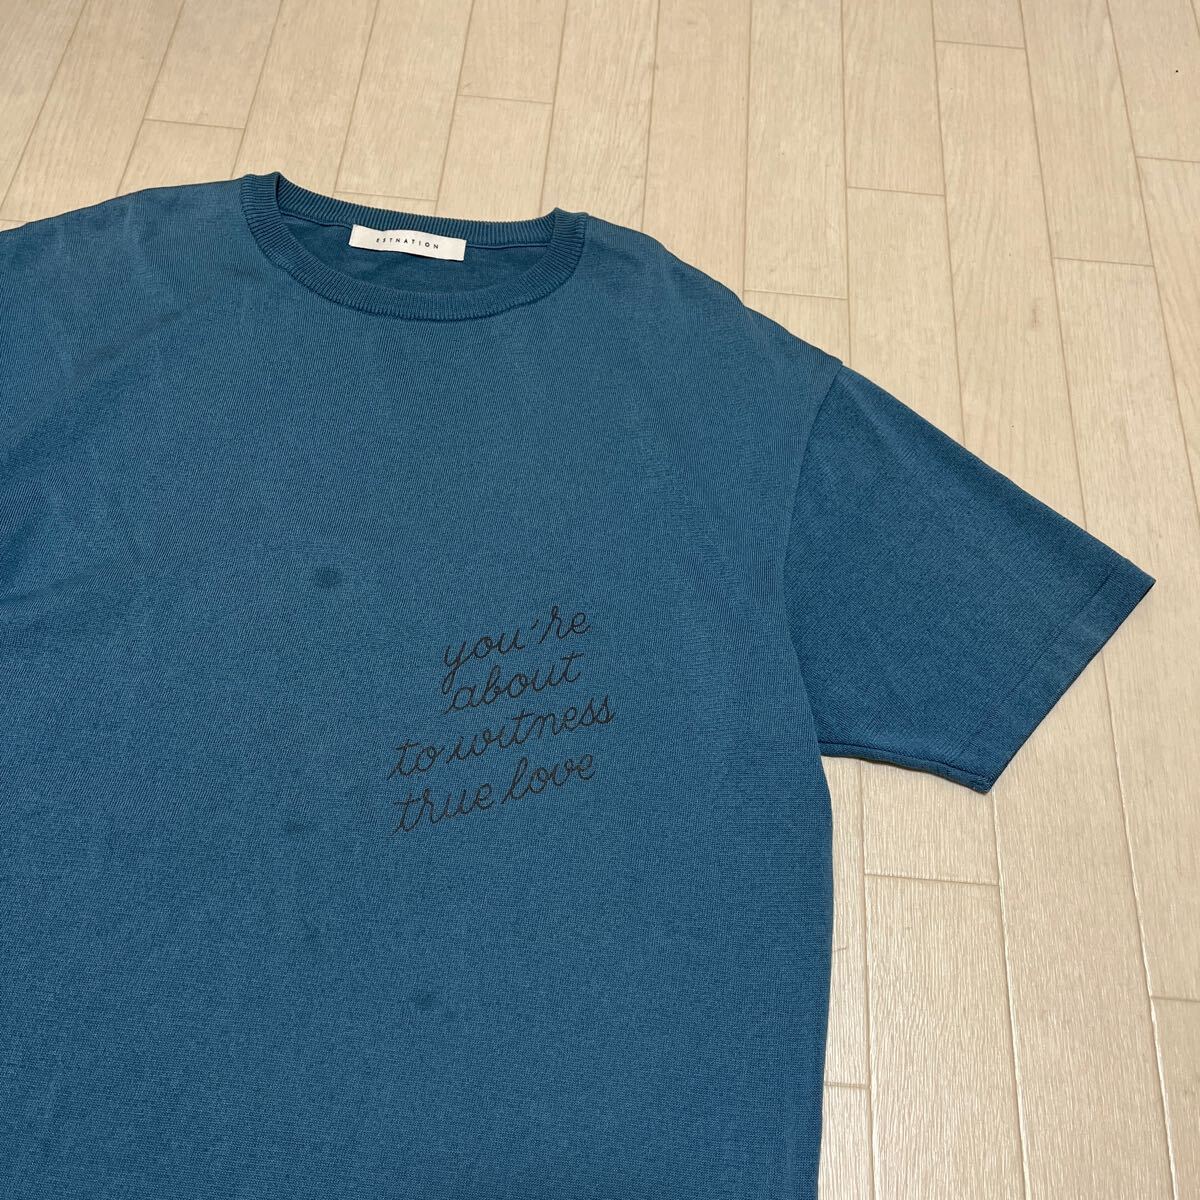 ESTNATION
you're
about
to witness
true love